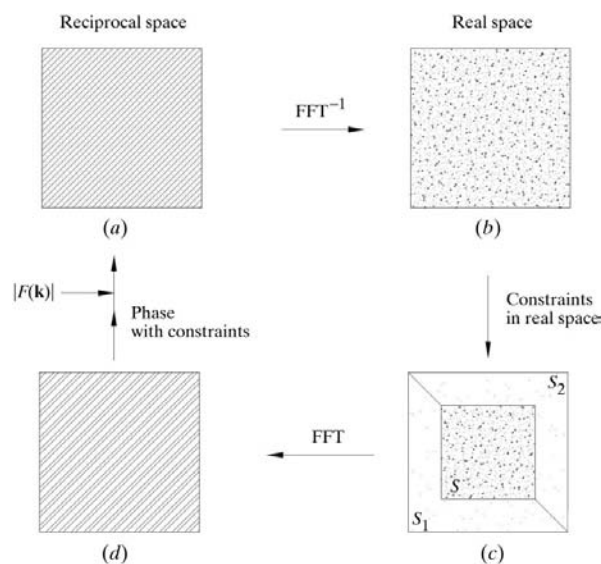 Reciprocal space
Real space
FFT⁻¹
(a)
(b)
|F(k)|
Phase
with constraints
Constraints
in real space
S₂
S
S₁
FFT
(d)
(c)